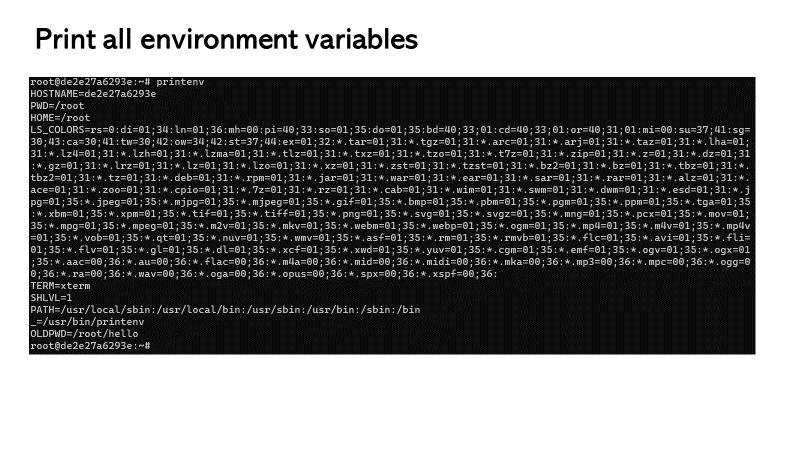 Print all environment variables
root@de2e27a6293e:~# printenv
HOSTNAME=de2e27a6293e
PWD=/root
HOME=/root
LS_COLORS=rs=0:di=01;34:ln=01;36:mh=00:pi=40;33:so=01;35:do=01;35:bd=40;33;01:cd=40;33;01:or=40;31;01:mi=00:su=37;41:sg=
30;43:ca=30;41:tw=30;42:ow=34;42:st=37;44:ex=01;32:*.tar=01;31:*.tgz=01;31:*.arc=01;31:*.arj=01;31:*.taz=01;31:*.lha=01;
31:*.lz4=01;31:*.lzh=01;31:*.lzma=01;31:*.tlz=01;31:*.txz=01;31:*.tzo=01;31:*.t7z=01;31:*.zip=01;31:*.z=01;31:*.dz=01;31
:*.gz=01;31:*.lrz=01;31:*.lz=01;31:*.lzo=01;31:*.xz=01;31:*.zst=01;31:*.tzst=01;31:*.bz2=01;31:*.bz=01;31:*.tbz=01;31:*.
tbz2=01;31:*.tz=01;31:*.deb=01;31:*.rpm=01;31:*.jar=01;31:*.war=01;31:*.ear=01;31:*.sar=01;31:*.rar=01;31:*.alz=01;31:*.
ace=01;31:*.zoo=01;31:*.cpio=01;31:*.7z=01;31:*.rz=01;31:*.cab=01;31:*.wim=01;31:*.swm=01;31:*.dwm=01;31:*.esd=01;31:*.j
pg=01;35:*.jpeg=01;35:*.mjpg=01;35:*.mjpeg=01;35:*.gif=01;35:*.bmp=01;35:*.pbm=01;35:*.pgm=01;35:*.ppm=01;35:*.tga=01;35
:*.xbm=01;35:*.xpm=01;35:*.tif=01;35:*.tiff=01;35:*.png=01;35:*.svg=01;35:*.svgz=01;35:*.mng=01;35:*.pcx=01;35:*.mov=01;
35:*.mpg=01;35:*.mpeg=01;35:*.m2v=01;35:*.mkv=01;35:*.webm=01;35:*.webp=01;35:*.ogm=01;35:*.mp4=01;35:*.m4v=01;35:*.mp4v
=01;35:*.vob=01;35:*.qt=01;35:*.nuv=01;35:*.wmv=01;35:*.asf=01;35:*.rm=01;35:*.rmvb=01;35:*.flc=01;35:*.avi=01;35:*.fli=
01;35:*.flv=01;35:*.gl=01;35:*.dl=01;35:*.xcf=01;35:*.xwd=01;35:*.yuv=01;35:*.cgm=01;35:*.emf=01;35:*.ogv=01;35:*.ogx=01
;35:*.aac=00;36:*.au=00;36:*.flac=00;36:*.m4a=00;36:*.mid=00;36:*.midi=00;36:*.mka=00;36:*.mp3=00;36:*.mpc=00;36:*.ogg=0
0;36:*.ra=00;36:*.wav=00;36:*.oga=00;36:*.opus=00;36:*.spx=00;36:*.xspf=00;36:
TERM=xterm
SHLVL=1
PATH=/usr/local/sbin:/usr/local/bin:/usr/sbin:/usr/bin:/sbin:/bin
_=/usr/bin/printenv
OLDPWD=/root/hello
root@de2e27a6293e:~#